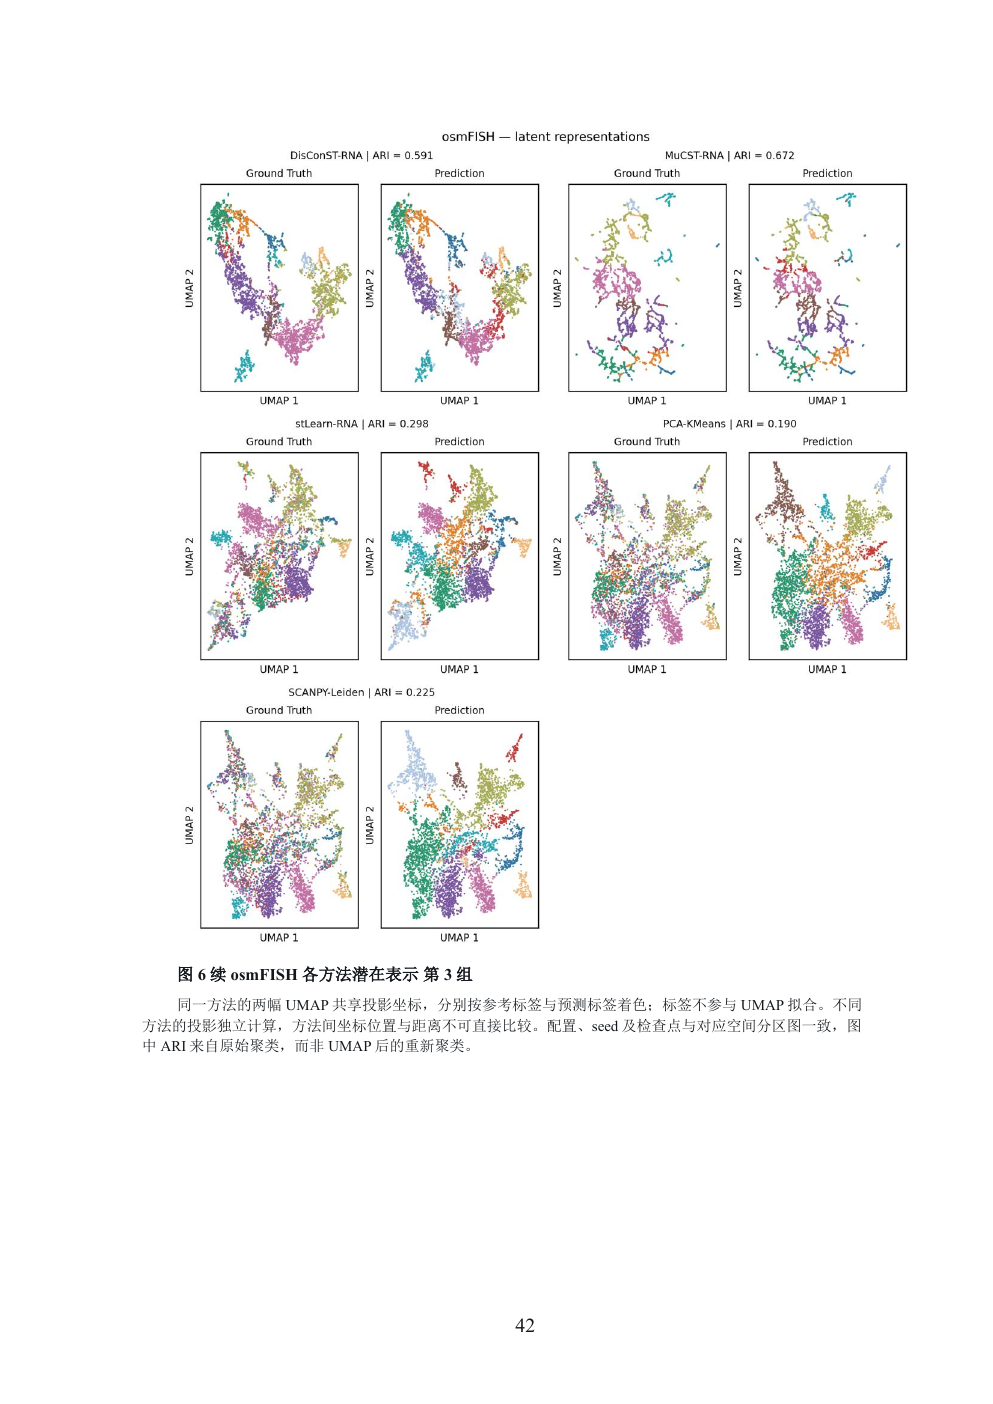 osmFISH — latent representations
DisConST-RNA | ARI = 0.591
MuCST-RNA | ARI = 0.672
Ground Truth
Prediction
Ground Truth
Prediction
UMAP 2
UMAP 2
UMAP 2
UMAP 2
UMAP 1
UMAP 1
UMAP 1
UMAP 1
stLearn-RNA | ARI = 0.298
PCA-KMeans | ARI = 0.190
Ground Truth
Prediction
Ground Truth
Prediction
UMAP 2
UMAP 2
UMAP 2
UMAP 2
UMAP 1
UMAP 1
UMAP 1
UMAP 1
SCANPY-Leiden | ARI = 0.225
Ground Truth
Prediction
UMAP 2
UMAP 2
UMAP 1
UMAP 1
图 6 续 osmFISH 各方法潜在表示 第 3 组
同一方法的两幅 UMAP 共享投影坐标，分别按参考标签与预测标签着色；标签不参与 UMAP 拟合。不同
方法的投影独立计算，方法间坐标位置与距离不可直接比较。配置、seed 及检查点与对应空间分区图一致，图
中 ARI 来自原始聚类，而非 UMAP 后的重新聚类。
42